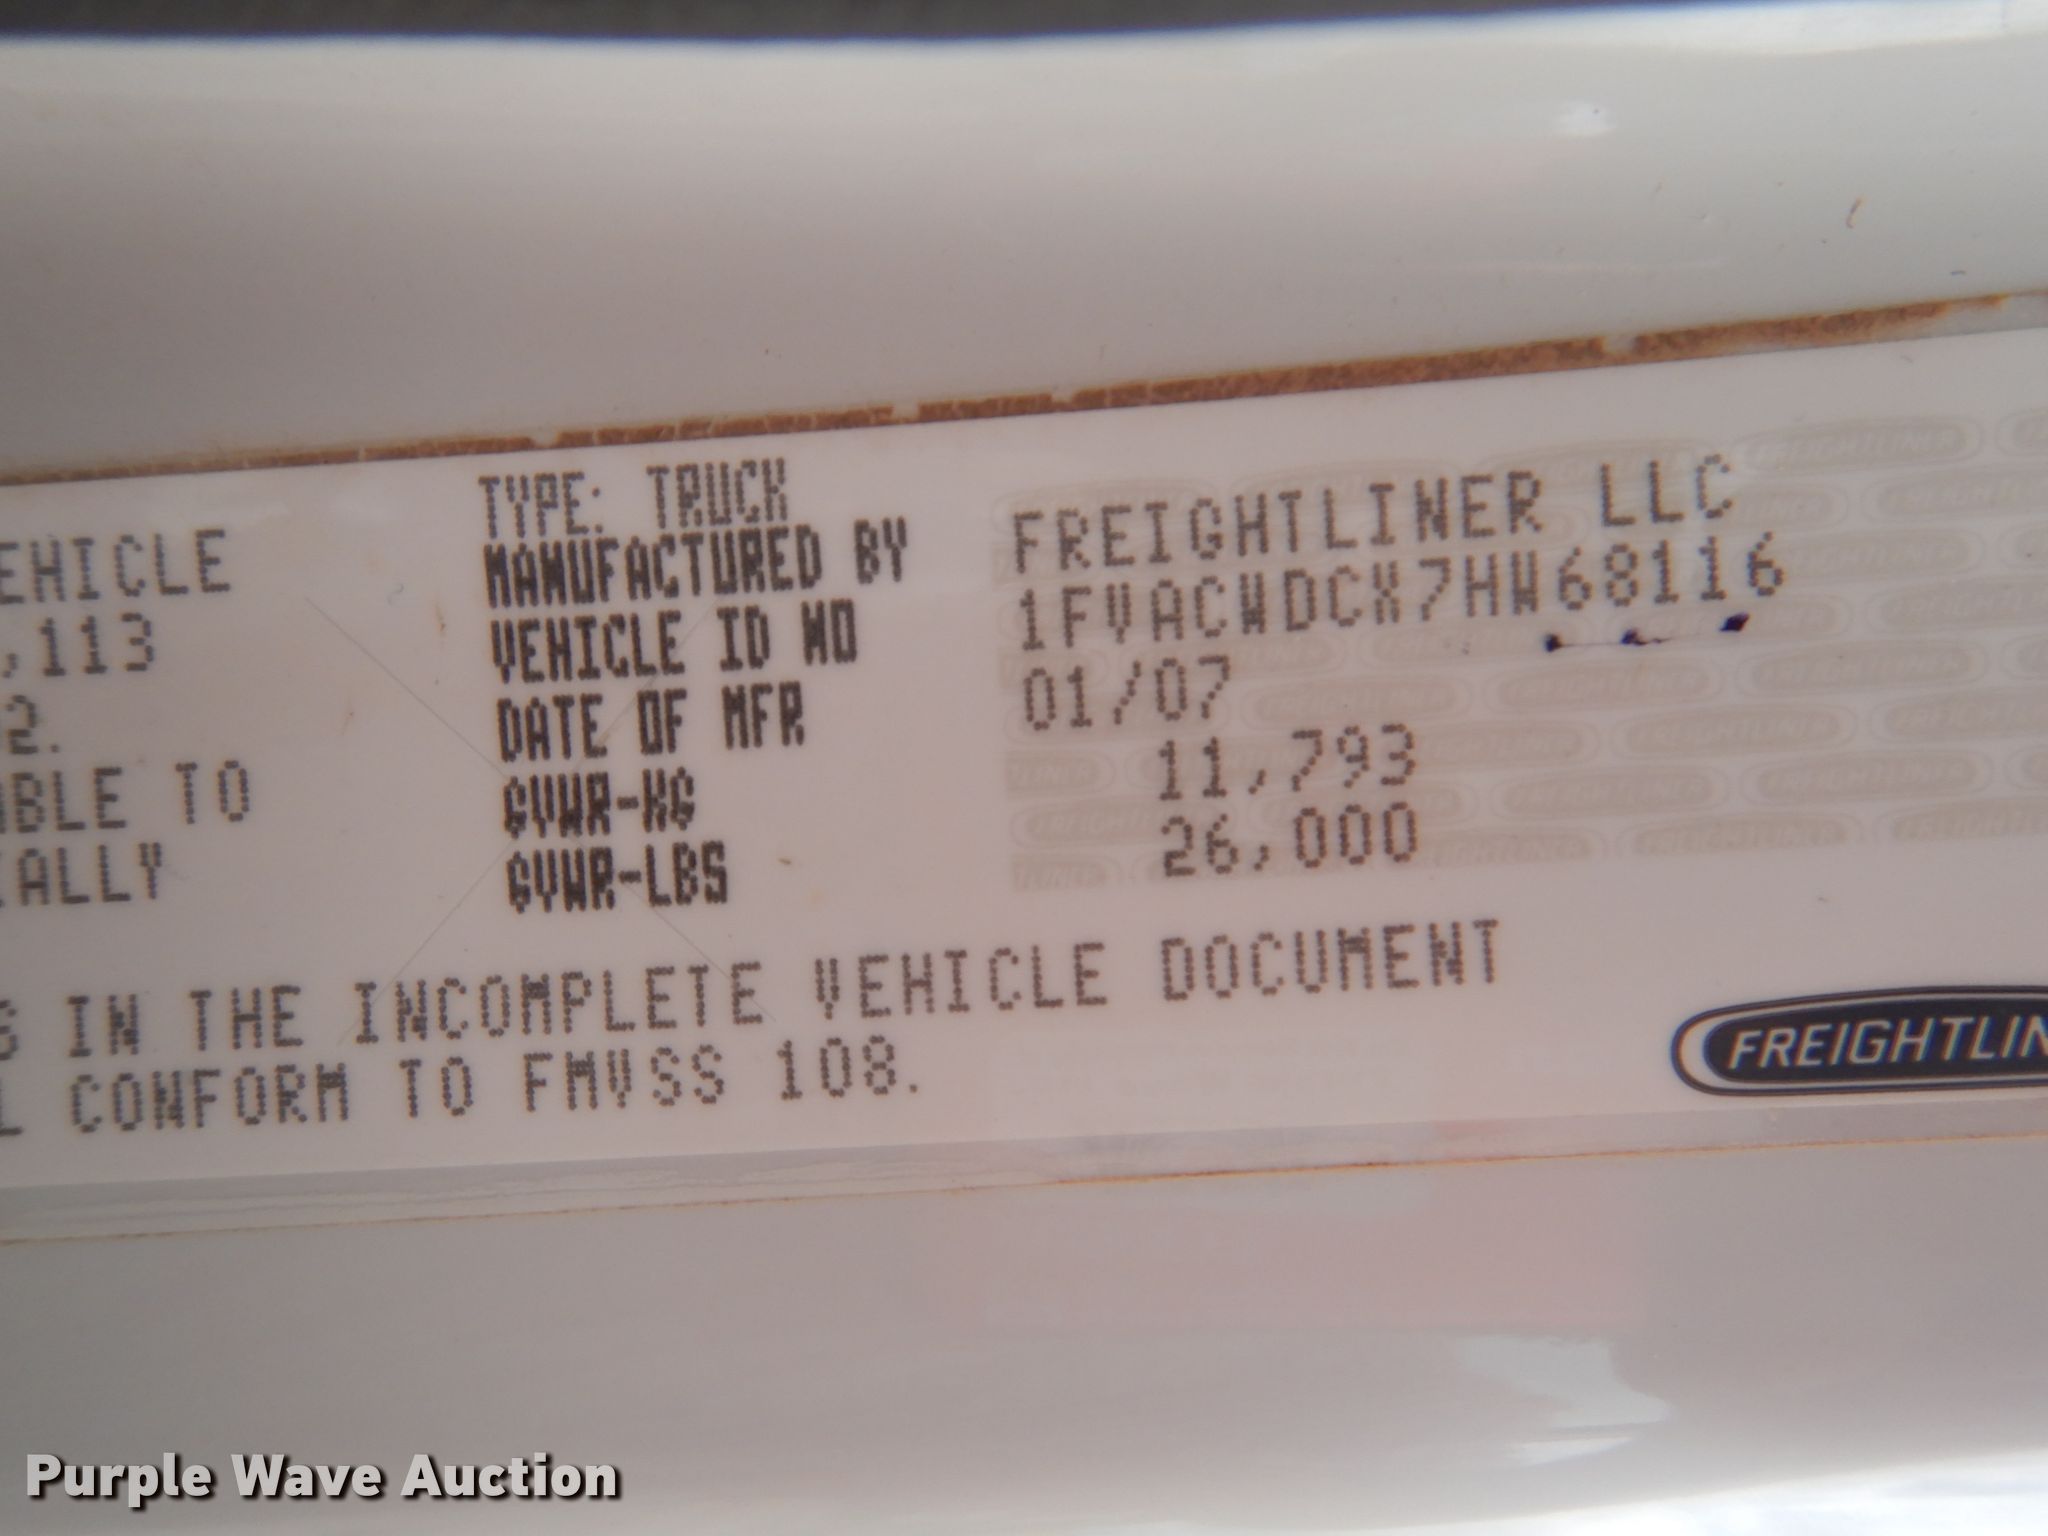 TYPE: TRUCK
MANUFACTURED BY FREIGHTLINER LLC
VEHICLE ID NO 1FVACWDCX7HW68116
DATE OF MFR 01/07
GVWR-KG 11,793
GVWR-LBS 26,000
EHICLE
,113
2.
ABLE TO
IALLY
IN THE INCOMPLETE VEHICLE DOCUMENT
CONFORM TO FMVSS 108.
FREIGHTLIN
Purple Wave Auction